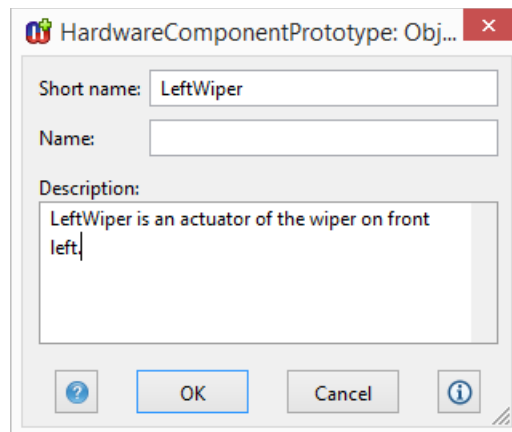 HardwareComponentPrototype: Obj...
Short name: LeftWiper
Name:
Description:
LeftWiper is an actuator of the wiper on front
left.
OK Cancel